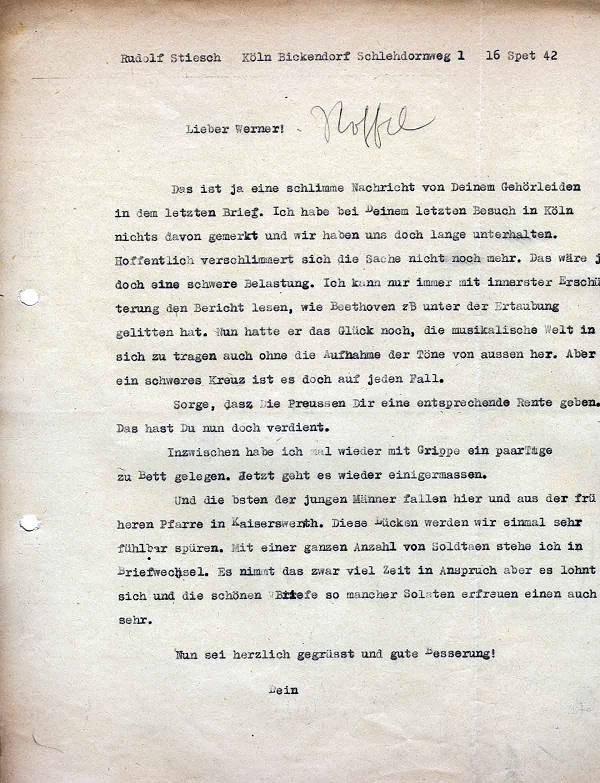 Rudolf Stiesch Köln Bickendorf Schlehdornweg 1 16 Spet 42
Lieber Werner! Stoffel
Das ist ja eine schlimme Nachricht von Deinem Gehörleiden
in dem letzten Brief. Ich habe bei Deinem letzten Besuch in Köln
nichts davon gemerkt und wir haben uns doch lange unterhalten.
Hoffentlich verschlimmert sich die Sache nicht noch mehr. Das wäre j
doch eine schwere Belastung. Ich kann nur immer mit innerster Erschü
terung den Bericht lesen, wie Beethoven zB unter der Ertaubung
gelitten hat. Nun hatte er das Glück noch, die musikalische Welt in
sich zu tragen auch ohne die Aufnahme der Töne von aussen her. Aber
ein schweres Kreuz ist es doch auf jeden Fall.
Sorge, dasz Die Preussen Dir eine entsprechende Rente geben.
Das hast Du nun doch verdient.
Inzwischen habe ich mal wieder mit Grippe ein paarTage
zu Bett gelegen. Jetzt geht es wieder einigermassen.
Und die bsten der jungen Männer fallen hier und aus der frü
heren Pfarre in Kaiserswerth. Diese Lücken werden wir einmal sehr
fühlbar spüren. Mit einer ganzen Anzahl von Soldtaen stehe ich in
Briefwechsel. Es nimmt das zwar viel Zeit in Anspruch aber es lohnt
sich und die schönen Briefe so mancher Solaten erfreuen einen auch
sehr.
Nun sei herzlich gegrüsst und gute Besserung!
Dein